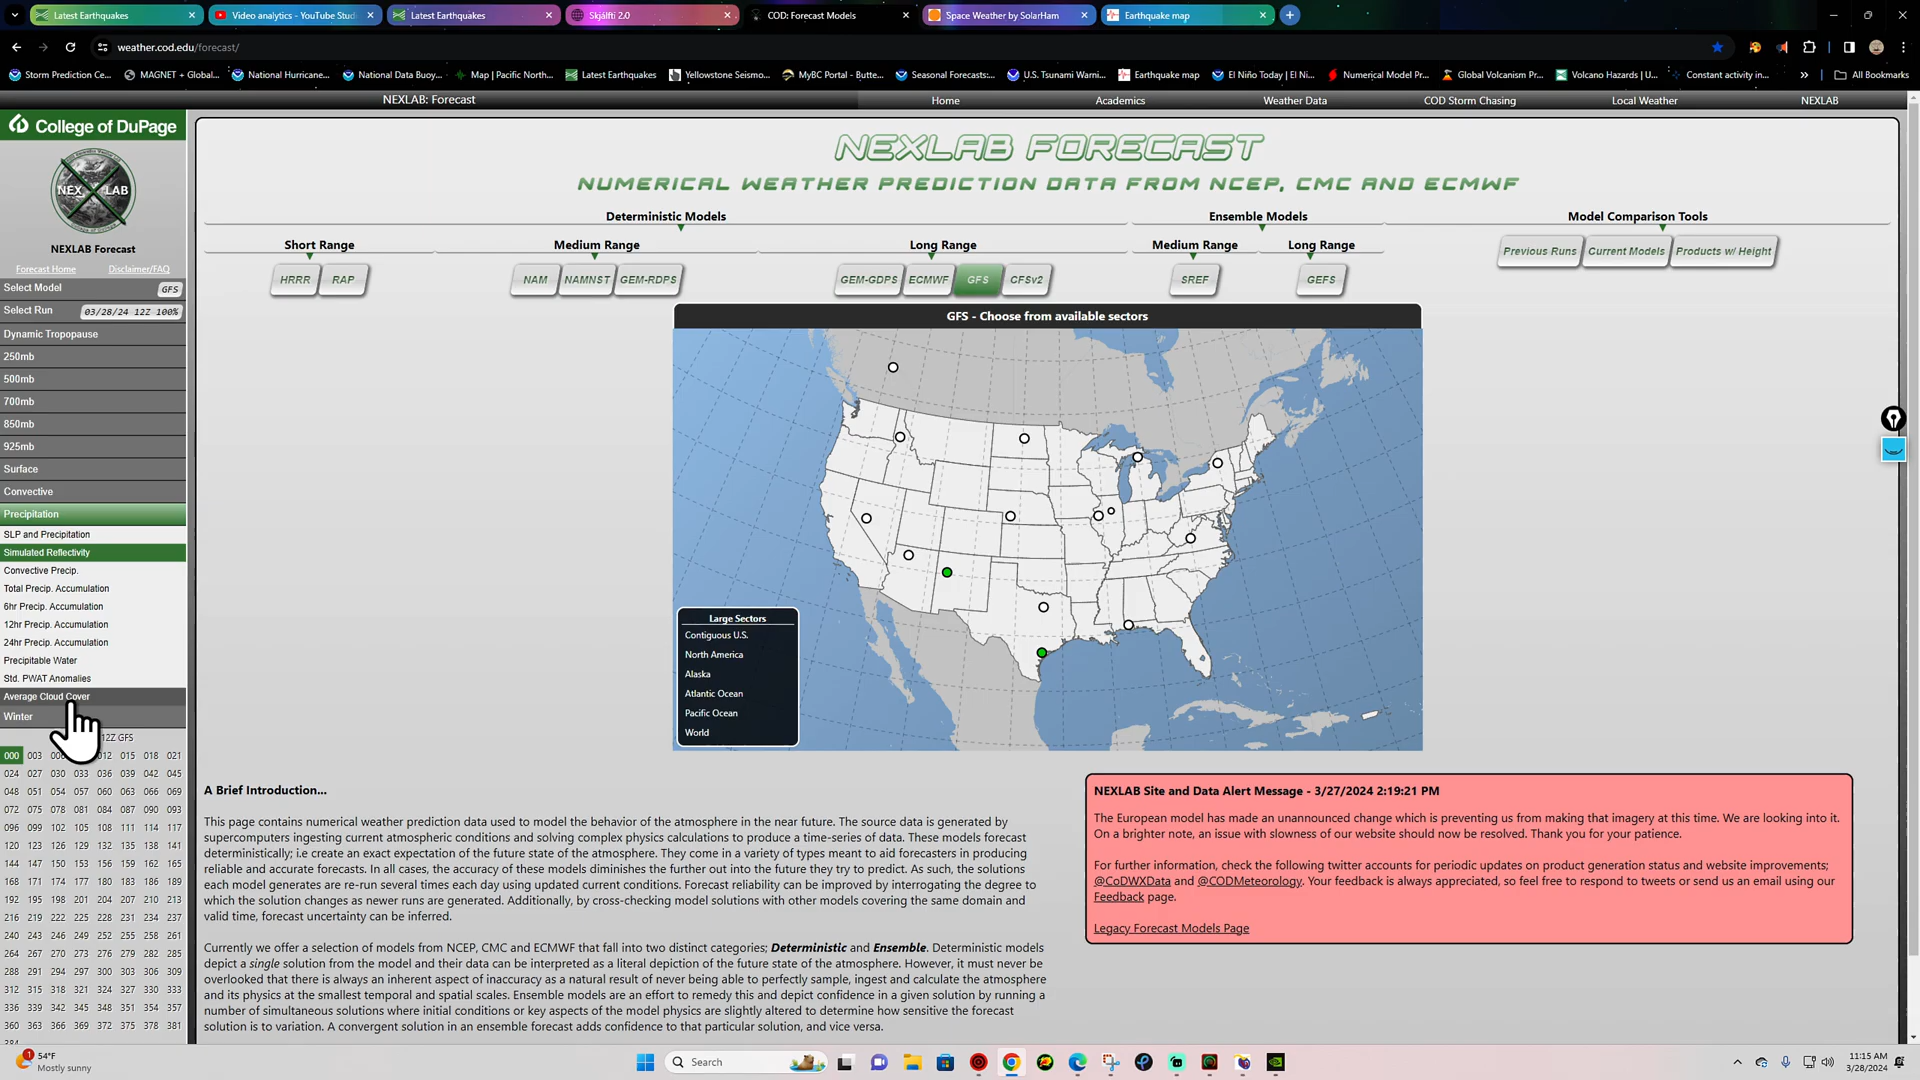 Latest Earthquakes
Video analytics - YouTube Stud
Latest Earthquakes
Skjálfti 2.0
COD: Forecast Models
Space Weather by SolarHam
Earthquake map
weather.cod.edu/forecast/
Storm Prediction Ce...
MAGNET + Global...
National Hurricane...
National Data Buoy...
Map | Pacific North...
Latest Earthquakes
Yellowstone Seismo...
MyBC Portal - Butte...
Seasonal Forecasts:...
U.S. Tsunami Warni...
Earthquake map
El Niño Today | El Ni...
Numerical Model Pr...
Global Volcanism Pr...
Volcano Hazards | U...
Constant activity in...
All Bookmarks
NEXLAB: Forecast
Home
Academics
Weather Data
COD Storm Chasing
Local Weather
NEXLAB
College of DuPage
NEX LAB
NEXLAB Forecast
Forecast Home
Disclaimer/FAQ
Select Model
GFS
Select Run
03/28/24 12Z 100%
Dynamic Tropopause
250mb
500mb
700mb
850mb
925mb
Surface
Convective
Precipitation
SLP and Precipitation
Simulated Reflectivity
Convective Precip.
Total Precip. Accumulation
6hr Precip. Accumulation
12hr Precip. Accumulation
24hr Precip. Accumulation
Precipitable Water
Std. PWAT Anomalies
Average Cloud Cover
Winter
12Z GFS
000 003 012 015 018 021
024 027 030 033 036 039 042 045
048 051 054 057 060 063 066 069
072 075 078 081 084 087 090 093
096 099 102 105 108 111 114 117
120 123 126 129 132 135 138 141
144 147 150 153 156 159 162 165
168 171 174 177 180 183 186 189
192 195 198 201 204 207 210 213
216 219 222 225 228 231 234 237
240 243 246 249 252 255 258 261
264 267 270 273 276 279 282 285
288 291 294 297 300 303 306 309
312 315 318 321 324 327 330 333
336 339 342 345 348 351 354 357
360 363 366 369 372 375 378 381
384
NEXLAB FORECAST
NUMERICAL WEATHER PREDICTION DATA FROM NCEP, CMC AND ECMWF
Deterministic Models
Ensemble Models
Model Comparison Tools
Short Range
Medium Range
Long Range
Medium Range
Long Range
Previous Runs
Current Models
Products w/ Height
HRRR
RAP
NAM
NAMNST
GEM-RDPS
GEM-GDPS
ECMWF
GFS
CFSv2
SREF
GEFS
GFS - Choose from available sectors
Large Sectors
Contiguous U.S.
North America
Alaska
Atlantic Ocean
Pacific Ocean
World
A Brief Introduction...
This page contains numerical weather prediction data used to model the behavior of the atmosphere in the near future. The source data is generated by
supercomputers ingesting current atmospheric conditions and solving complex physics calculations to produce a time-series of data. These models forecast
deterministically; i.e create an exact expectation of the future state of the atmosphere. They come in a variety of types meant to aid forecasters in producing
reliable and accurate forecasts. In all cases, the accuracy of these models diminishes the further out into the future they try to predict. As such, the solutions
each model generates are re-run several times each day using updated current conditions. Forecast reliability can be improved by interrogating the degree to
which the solution changes as newer runs are generated. Additionally, by cross-checking model solutions with other models covering the same domain and
valid time, forecast uncertainty can be inferred.
Currently we offer a selection of models from NCEP, CMC and ECMWF that fall into two distinct categories; Deterministic and Ensemble. Deterministic models
depict a single solution from the model and their data can be interpreted as a literal depiction of the future state of the atmosphere. However, it must never be
overlooked that there is always an inherent aspect of inaccuracy as a natural result of never being able to perfectly sample, ingest and calculate the atmosphere
and its physics at the smallest temporal and spatial scales. Ensemble models are an effort to remedy this and depict confidence in a given solution by running a
number of simultaneous solutions where initial conditions or key aspects of the model physics are slightly altered to determine how sensitive the forecast
solution is to variation. A convergent solution in an ensemble forecast adds confidence to that particular solution, and vice versa.
NEXLAB Site and Data Alert Message - 3/27/2024 2:19:21 PM
The European model has made an unannounced change which is preventing us from making that imagery at this time. We are looking into it.
On a brighter note, an issue with slowness of our website should now be resolved. Thank you for your patience.
For further information, check the following twitter accounts for periodic updates on product generation status and website improvements;
@CoDWXData and @CODMeteorology. Your feedback is always appreciated, so feel free to respond to tweets or send us an email using our
Feedback page.
Legacy Forecast Models Page
1
54°F
Mostly sunny
Search
11:15 AM
3/28/2024